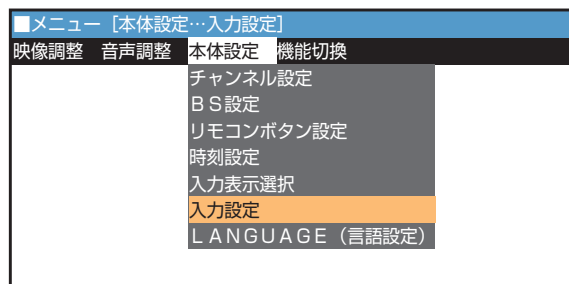 ■メニュー [本体設定…入力設定]
映像調整 音声調整 本体設定 機能切換
チャンネル設定
ＢＳ設定
リモコンボタン設定
時刻設定
入力表示選択
入力設定
ＬＡＮＧＵＡＧＥ（言語設定）